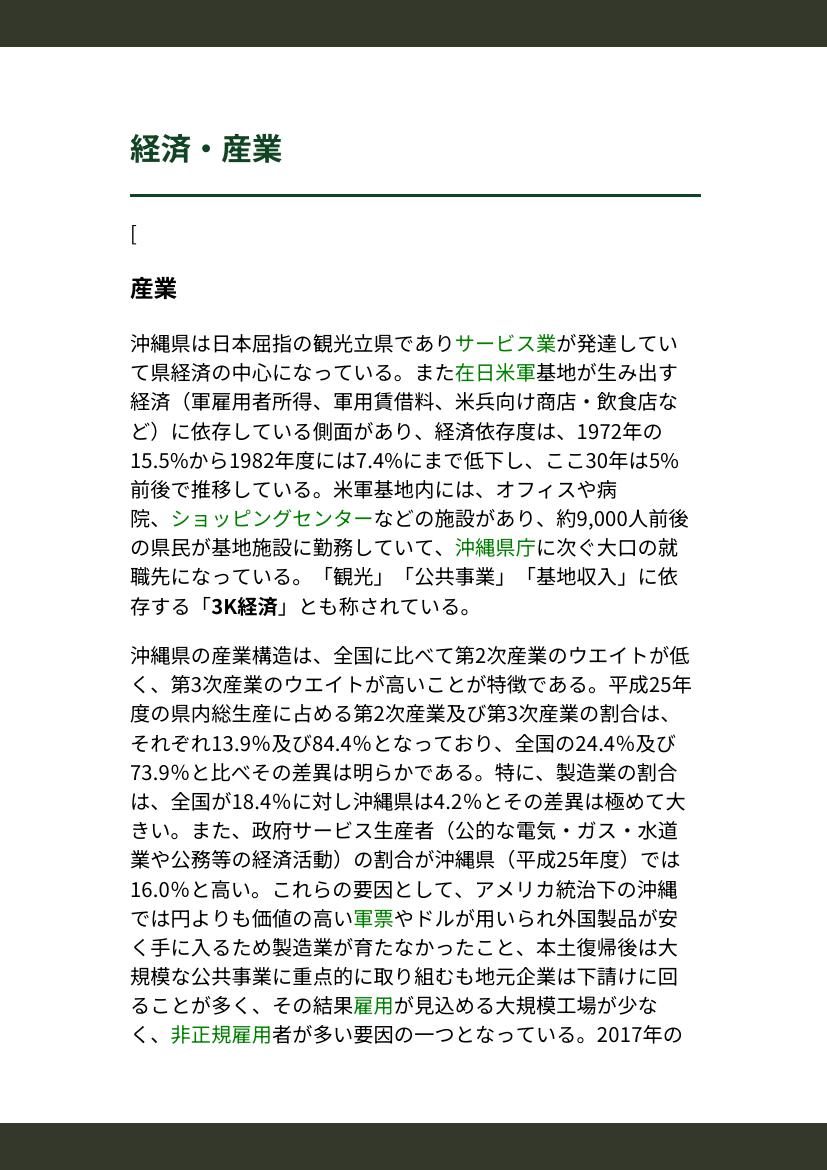 経済・産業
[
産業
沖縄県は日本屈指の観光立県でありサービス業が発達してい
て県経済の中心になっている。また在日米軍基地が生み出す
経済（軍雇用者所得、軍用賃借料、米兵向け商店・飲食店な
ど）に依存している側面があり、経済依存度は、1972年の
15.5%から1982年度には7.4%にまで低下し、ここ30年は5%
前後で推移している。米軍基地内には、オフィスや病
院、ショッピングセンターなどの施設があり、約9,000人前後
の県民が基地施設に勤務していて、沖縄県庁に次ぐ大口の就
職先になっている。「観光」「公共事業」「基地収入」に依
存する「3K経済」とも称されている。
沖縄県の産業構造は、全国に比べて第2次産業のウエイトが低
く、第3次産業のウエイトが高いことが特徴である。平成25年
度の県内総生産に占める第2次産業及び第3次産業の割合は、
それぞれ13.9%及び84.4%となっており、全国の24.4%及び
73.9%と比べその差異は明らかである。特に、製造業の割合
は、全国が18.4%に対し沖縄県は4.2%とその差異は極めて大
きい。また、政府サービス生産者（公的な電気・ガス・水道
業や公務等の経済活動）の割合が沖縄県（平成25年度）では
16.0%と高い。これらの要因として、アメリカ統治下の沖縄
では円よりも価値の高い軍票やドルが用いられ外国製品が安
く手に入るため製造業が育たなかったこと、本土復帰後は大
規模な公共事業に重点的に取り組むも地元企業は下請けに回
ることが多く、その結果雇用が見込める大規模工場が少な
く、非正規雇用者が多い要因の一つとなっている。2017年の